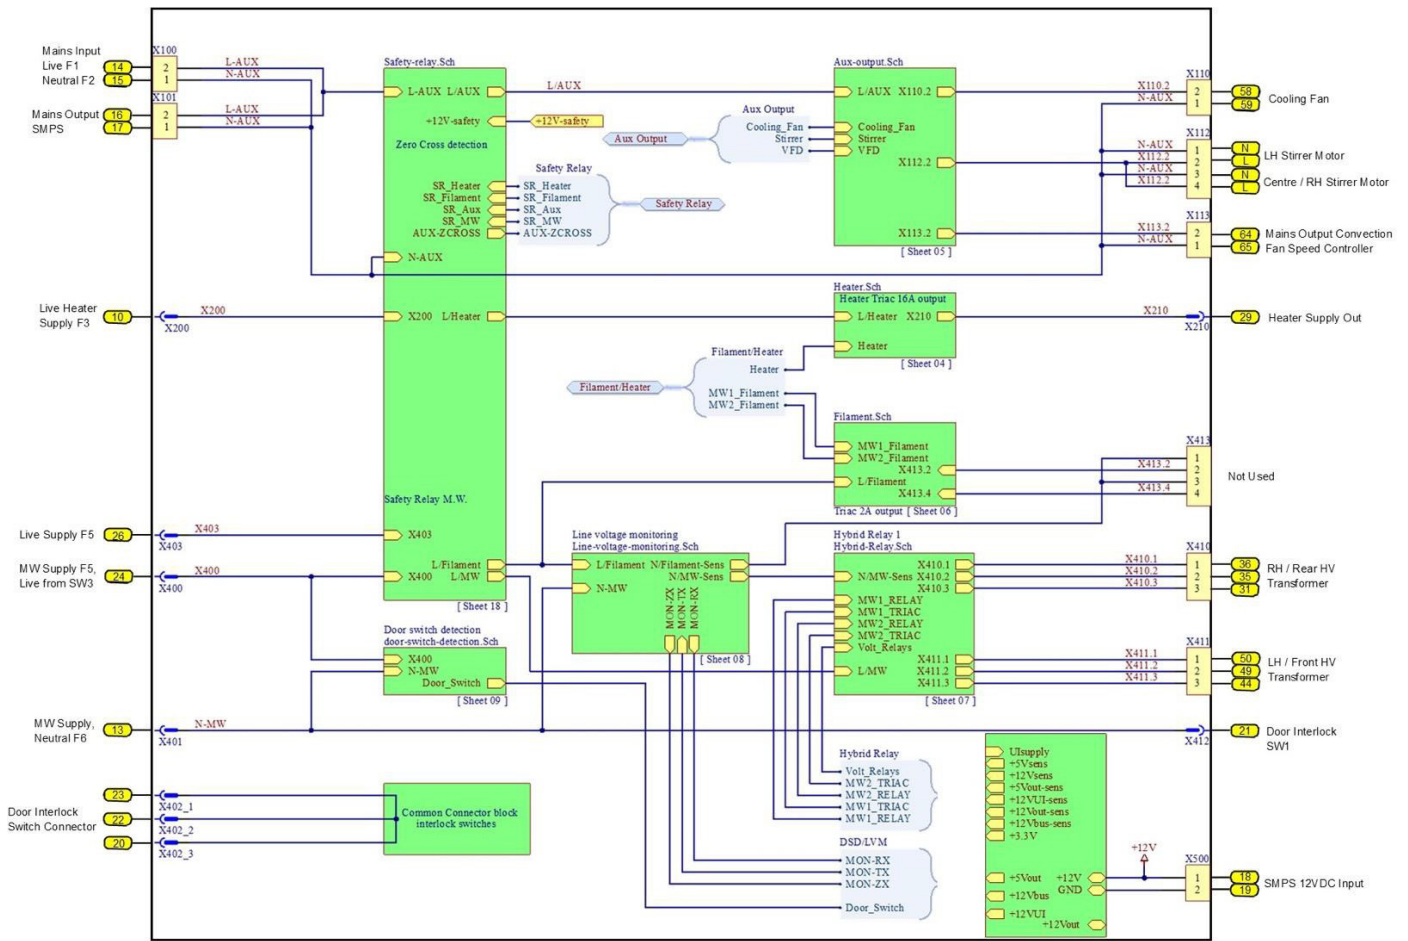 Mains Input
Live F1
Neutral F2
14
15
X100
2
1
L-AUX
N-AUX
Mains Output
SMPS
16
17
X101
2
1
L-AUX
N-AUX
Safety-relay.Sch
L-AUX L/AUX
L/AUX
+12V-safety
+12V-safety
Zero Cross detection
Safety Relay
SR_Heater
SR_Filament
SR_Aux
SR_MW
AUX-ZCROSS
SR_Heater
SR_Filament
SR_Aux
SR_MW
AUX-ZCROSS
Safety Relay
N-AUX
Aux Output
Aux Output
Cooling_Fan
Stirrer
VFD
Aux-output.Sch
L/AUX X110.2
Cooling_Fan
Stirrer
VFD
X112.2
X113.2
[ Sheet 05 ]
X110.2
N-AUX
X110
2
1
58
59
Cooling Fan
N-AUX
X112.2
N-AUX
X112.2
X112
1
2
3
4
N
L
N
L
LH Stirrer Motor
Centre / RH Stirrer Motor
X113.2
N-AUX
X113
2
1
64
65
Mains Output Convection
Fan Speed Controller
Live Heater
Supply F3
10
X200
X200
X200 L/Heater
Heater.Sch
Heater Triac 16A output
L/Heater X210
Heater
[ Sheet 04 ]
X210
X210
29
Heater Supply Out
Filament/Heater
Filament/Heater
Heater
MW1_Filament
MW2_Filament
Filament.Sch
MW1_Filament
MW2_Filament
X413.2
L/Filament
X413.4
Triac 2A output [ Sheet 06 ]
X413.2
X413.4
X413
1
2
3
4
Not Used
Safety Relay M.W.
Live Supply F5
26
X403
X403
X403
MW Supply F5,
Live from SW3
24
X400
X400
L/Filament
X400 L/MW
[ Sheet 18 ]
Line voltage monitoring
Line-voltage-monitoring.Sch
L/Filament N/Filament-Sens
N/MW-Sens
N-MW
MON-ZX
MON-TX
MON-RX
[ Sheet 08 ]
Hybrid Relay 1
Hybrid-Relay.Sch
X410.1
N/MW-Sens X410.2
X410.3
MW1_RELAY
MW1_TRIAC
MW2_RELAY
MW2_TRIAC
Volt_Relays
X411.1
L/MW X411.2
X411.3
[ Sheet 07 ]
X410.1
X410.2
X410.3
X410
1
2
3
36
35
31
RH / Rear HV
Transformer
X411.1
X411.2
X411.3
X411
1
2
3
50
49
44
LH / Front HV
Transformer
Door switch detection
door-switch-detection.Sch
X400
N-MW
Door_Switch
[ Sheet 09 ]
MW Supply,
Neutral F6
13
N-MW
X401
X412
21
Door Interlock
SW1
Door Interlock
Switch Connector
23
22
20
X402_1
X402_2
X402_3
Common Connector block
interlock switches
Hybrid Relay
Volt_Relays
MW2_TRIAC
MW2_RELAY
MW1_TRIAC
MW1_RELAY
DSD/LVM
MON-RX
MON-TX
MON-ZX
Door_Switch
UIsupply
+5Vsens
+12Vsens
+5Vout-sens
+12VUI-sens
+12Vout-sens
+12Vbus-sens
+3.3V
+5Vout +12V
GND
+12Vbus
+12VUI
+12Vout
+12V
X500
1
2
18
19
SMPS 12VDC Input